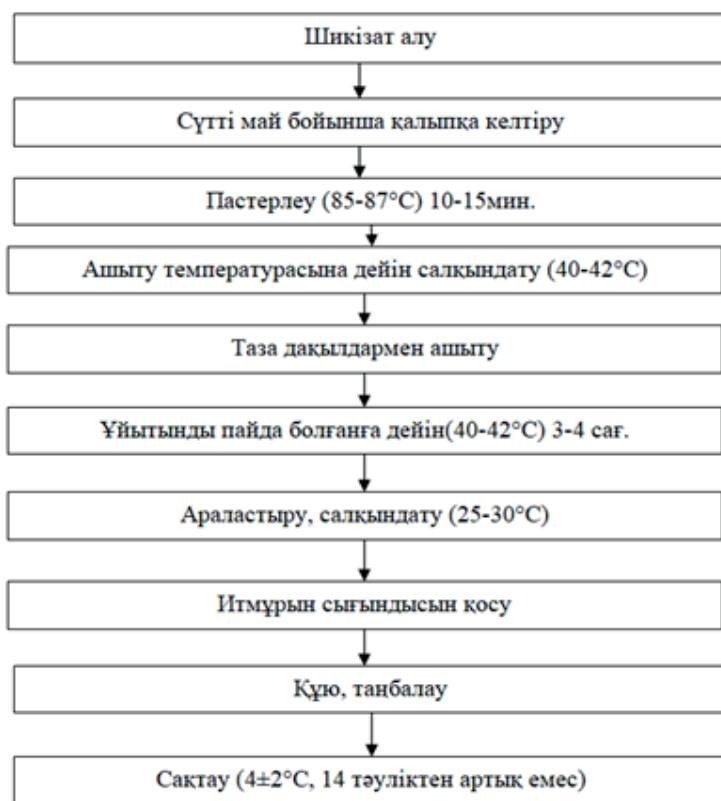 Шикізат алу
Сүтті май бойынша қалыпқа келтіру
Пастерлеу (85-87°С) 10-15мин.
Ашыту температурасына дейін салқындату (40-42°С)
Таза дақылдармен ашыту
Ұйытынды пайда болғанға дейін(40-42°С) 3-4 сағ.
Араластыру, салқындату (25-30°С)
Итмұрын сығындысын қосу
Құю, таңбалау
Сақтау (4±2°С, 14 тәуліктен артық емес)